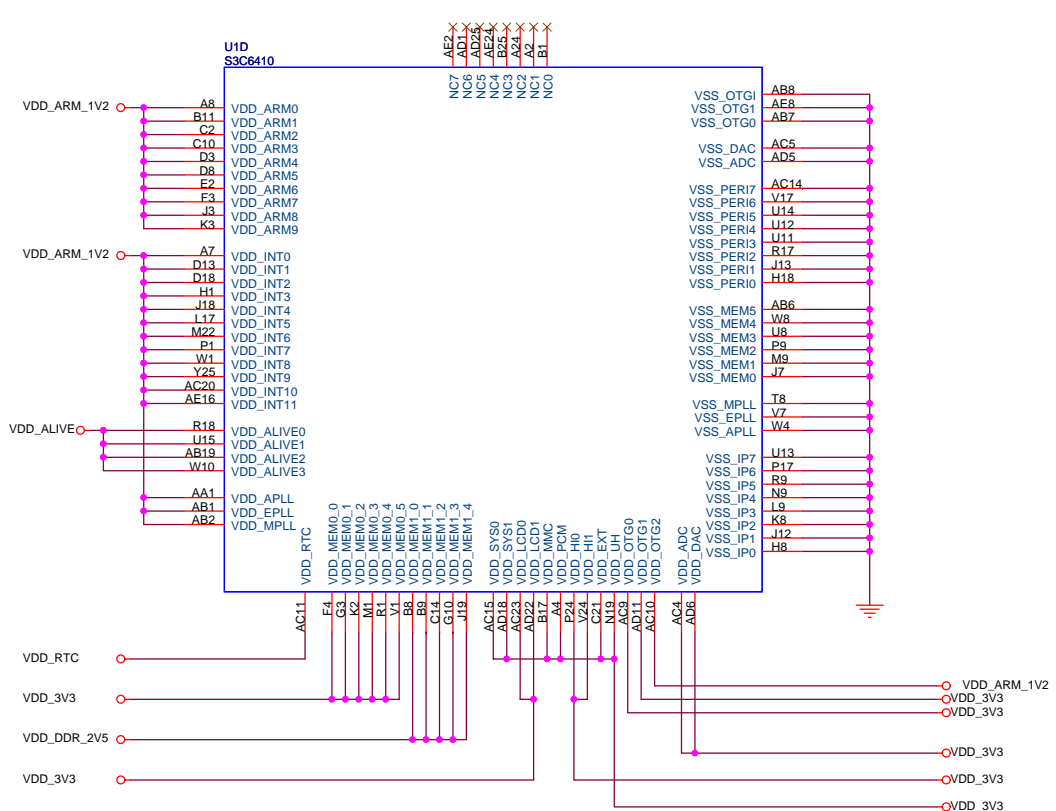 U1D
S3C6410
AE2
AD1
AD25
AE24
B25
A24
A2
B1
NC7
NC6
NC5
NC4
NC3
NC2
NC1
NC0
VDD_ARM_1V2
A8 VDD_ARM0
B11 VDD_ARM1
C2 VDD_ARM2
C10 VDD_ARM3
D3 VDD_ARM4
D8 VDD_ARM5
E2 VDD_ARM6
F3 VDD_ARM7
J3 VDD_ARM8
K3 VDD_ARM9
VDD_ARM_1V2
A7 VDD_INT0
D13 VDD_INT1
D18 VDD_INT2
H1 VDD_INT3
J18 VDD_INT4
L17 VDD_INT5
M22 VDD_INT6
P1 VDD_INT7
W1 VDD_INT8
Y25 VDD_INT9
AC20 VDD_INT10
AE16 VDD_INT11
VDD_ALIVE
R18 VDD_ALIVE0
U15 VDD_ALIVE1
AB19 VDD_ALIVE2
W10 VDD_ALIVE3
AA1 VDD_APLL
AB1 VDD_EPLL
AB2 VDD_MPLL
VSS_OTGI AB8
VSS_OTG1 AE8
VSS_OTG0 AB7
VSS_DAC AC5
VSS_ADC AD5
VSS_PERI7 AC14
VSS_PERI6 V17
VSS_PERI5 U14
VSS_PERI4 U12
VSS_PERI3 U11
VSS_PERI2 R17
VSS_PERI1 J13
VSS_PERI0 H18
VSS_MEM5 AB6
VSS_MEM4 W8
VSS_MEM3 U8
VSS_MEM2 P9
VSS_MEM1 M9
VSS_MEM0 J7
VSS_MPLL T8
VSS_EPLL V7
VSS_APLL W4
VSS_IP7 U13
VSS_IP6 P17
VSS_IP5 R9
VSS_IP4 N9
VSS_IP3 L9
VSS_IP2 K8
VSS_IP1 J12
VSS_IP0 H8
VDD_RTC
VDD_MEM0_0
VDD_MEM0_1
VDD_MEM0_2
VDD_MEM0_3
VDD_MEM0_4
VDD_MEM0_5
VDD_MEM1_0
VDD_MEM1_1
VDD_MEM1_2
VDD_MEM1_3
VDD_MEM1_4
VDD_SYS0
VDD_SYS1
VDD_LCD0
VDD_LCD1
VDD_MMC
VDD_PCM
VDD_HI0
VDD_HI1
VDD_EXT
VDD_UH
VDD_OTG0
VDD_OTG1
VDD_OTG2
VDD_ADC
VDD_DAC
AC11
F4
G3
K2
M1
R1
V1
B8
B9
C14
G10
J19
AC15
AD18
AC23
AD22
B17
A4
P24
V24
C21
N19
AC9
AD11
AC10
AC4
AD6
VDD_RTC
VDD_3V3
VDD_DDR_2V5
VDD_3V3
VDD_ARM_1V2
VDD_3V3
VDD_3V3
VDD_3V3
VDD_3V3
VDD_3V3